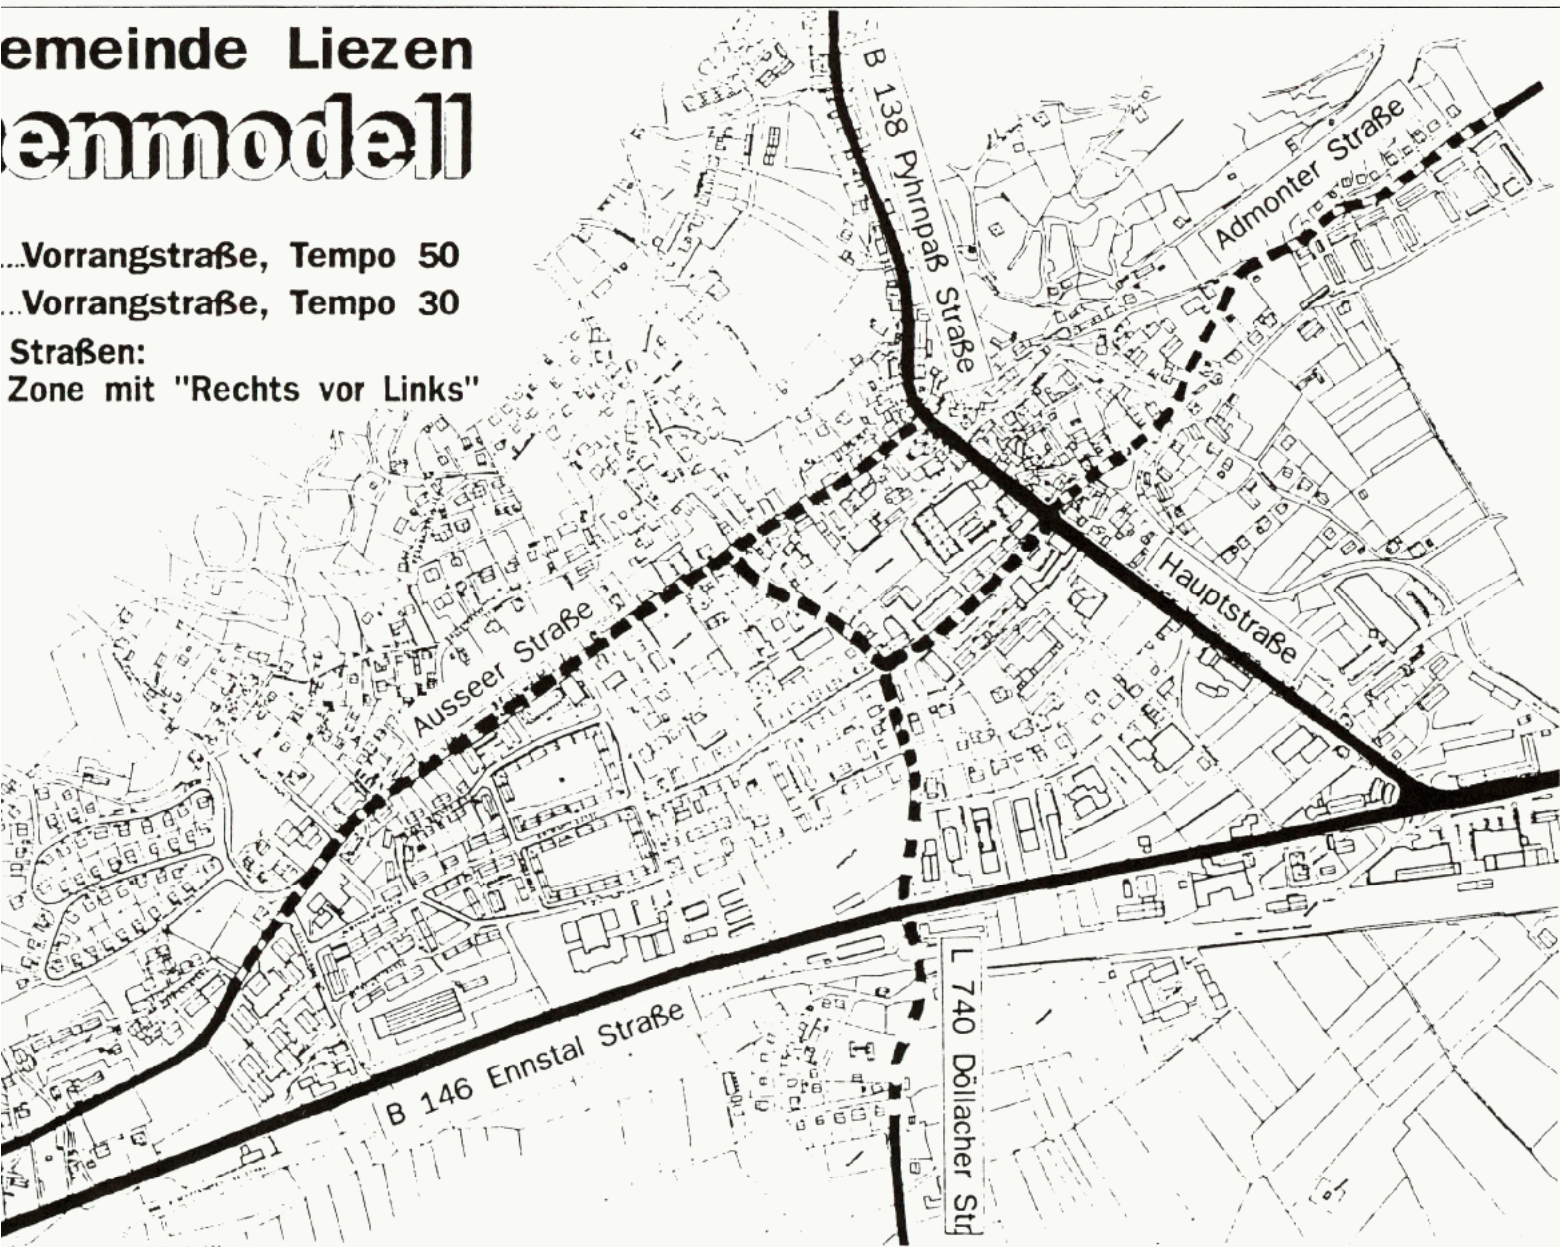 emeinde Liezen
enmodell
...Vorrangstraße, Tempo 50
...Vorrangstraße, Tempo 30
Straßen:
Zone mit "Rechts vor Links"
B 138 Pyhrnpaß Straße
Admonter Straße
Hauptstraße
Ausseer Straße
B 146 Ennstal Straße
L 740 Döllacher Str